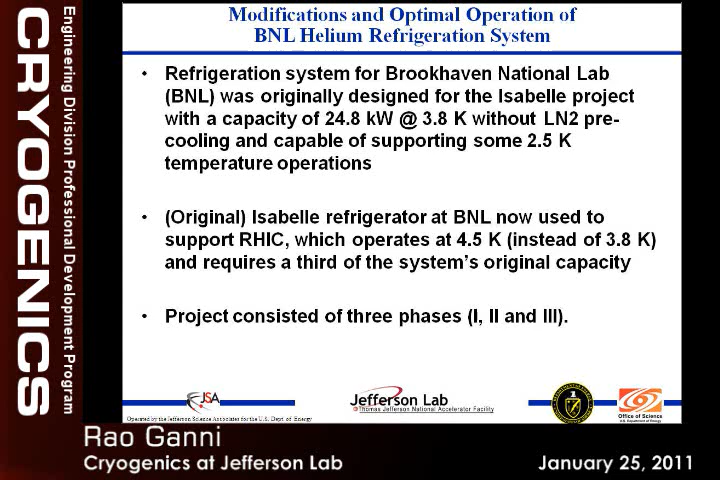 Engineering Division Professional Development Program
CRYOGENICS
Modifications and Optimal Operation of
BNL Helium Refrigeration System
• Refrigeration system for Brookhaven National Lab
(BNL) was originally designed for the Isabelle project
with a capacity of 24.8 kW @ 3.8 K without LN2 pre-
cooling and capable of supporting some 2.5 K
temperature operations
• (Original) Isabelle refrigerator at BNL now used to
support RHIC, which operates at 4.5 K (instead of 3.8 K)
and requires a third of the system's original capacity
• Project consisted of three phases (I, II and III).
JSA
Operated by the Jefferson Science Associates for the U.S. Dept. of Energy
Jefferson Lab
Thomas Jefferson National Accelerator Facility
Office of Science
U.S. Department of Energy
Rao Ganni
Cryogenics at Jefferson Lab
January 25, 2011